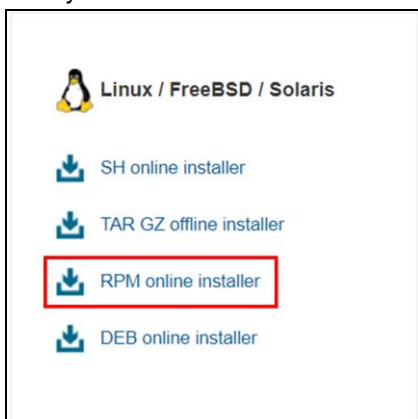 Linux / FreeBSD / Solaris
SH online installer
TAR GZ offline installer
RPM online installer
DEB online installer